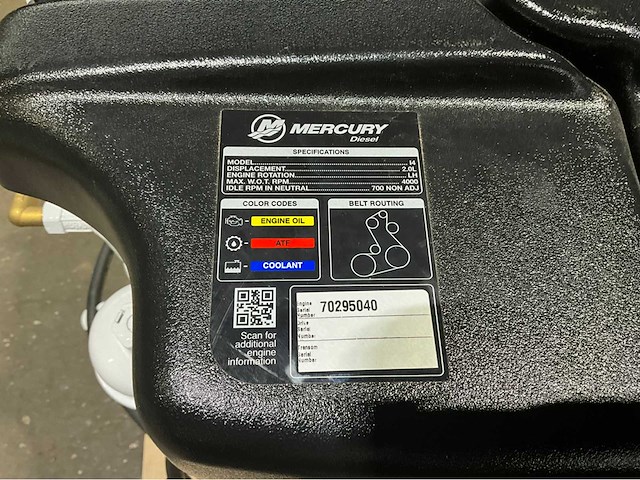 MERCURY
Diesel
SPECIFICATIONS
MODEL..........I4
DISPLACEMENT..........2.0L
ENGINE ROTATION..........LH
MAX. W.O.T. RPM..........4000
IDLE RPM IN NEUTRAL..........700 NON ADJ
COLOR CODES
ENGINE OIL
ATF
COOLANT
BELT ROUTING
Scan for
additional
engine
information
Engine
Serial
Number
70295040
Drive
Serial
Number
Transom
Serial
Number